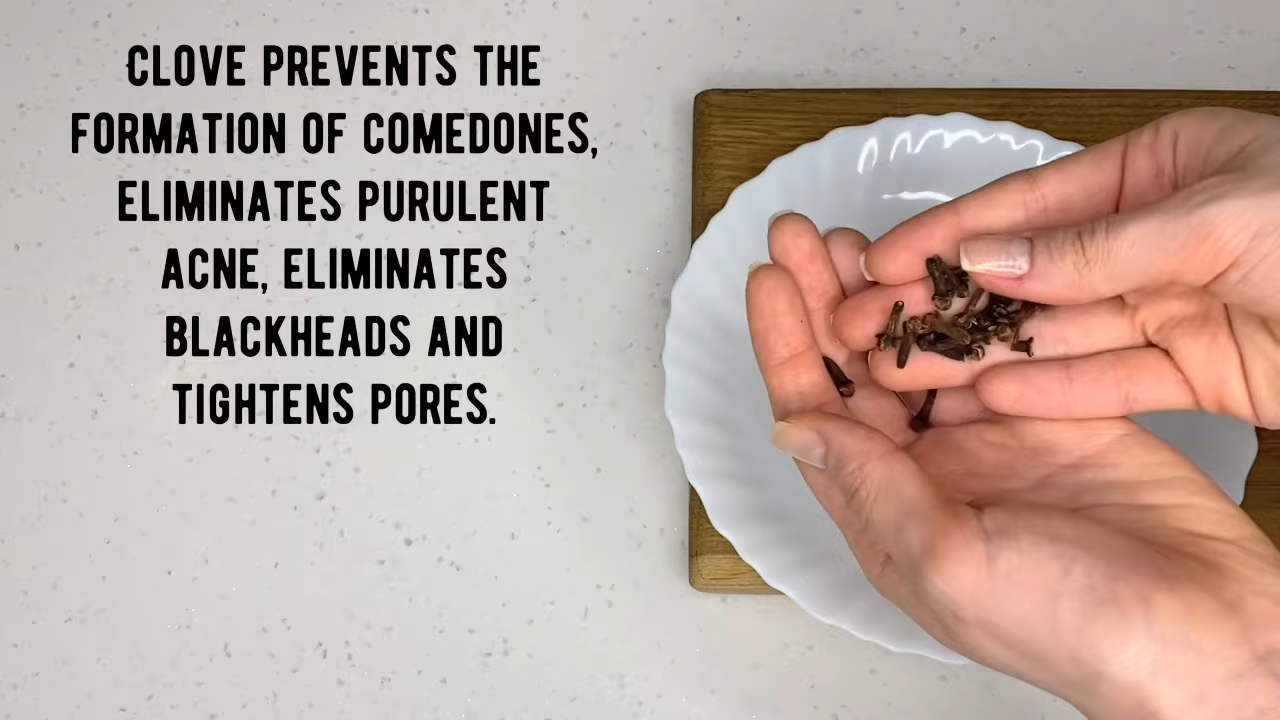 Clove prevents the
formation of comedones,
eliminates purulent
acne, eliminates
blackheads and
tightens pores.